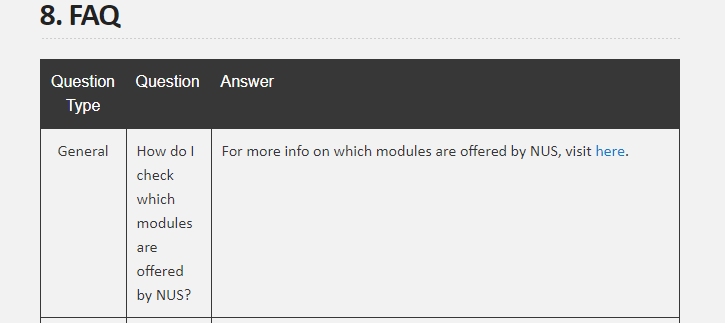 8. FAQ
Question Type
Question
Answer
General
How do I
check
which
modules
are
offered
by NUS?
For more info on which modules are offered by NUS, visit here.